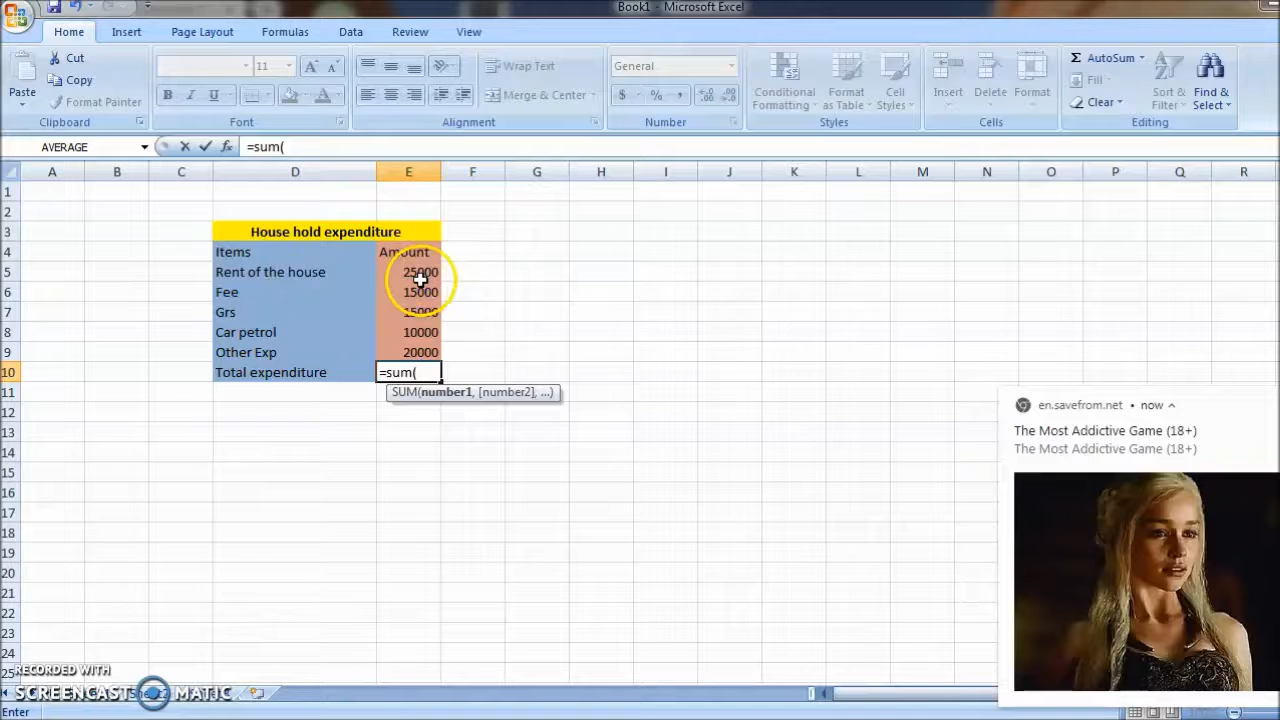 Book1 - Microsoft Excel
Home Insert Page Layout Formulas Data Review View
Paste Cut Copy Format Painter
11
B I U
Wrap Text
Merge & Center
General
$ % ,
Conditional Formatting Format as Table Cell Styles
Insert Delete Format
Σ AutoSum Fill Clear
Sort & Filter Find & Select
Clipboard Font Alignment Number Styles Cells Editing
AVERAGE fx =sum(
A B C D E F G H I J K L M N O P Q R
1
2
3 House hold expenditure
4 Items Amount
5 Rent of the house 25000
6 Fee 15000
7 Grs 15000
8 Car petrol 10000
9 Other Exp 20000
10 Total expenditure =sum(
11 SUM(number1, [number2], ...)
12
13
14
15
16
17
18
19
20
21
22
23
24
25
en.savefrom.net • now
The Most Addictive Game (18+)
The Most Addictive Game (18+)
RECORDED WITH
SCREENCAST MATIC
Enter